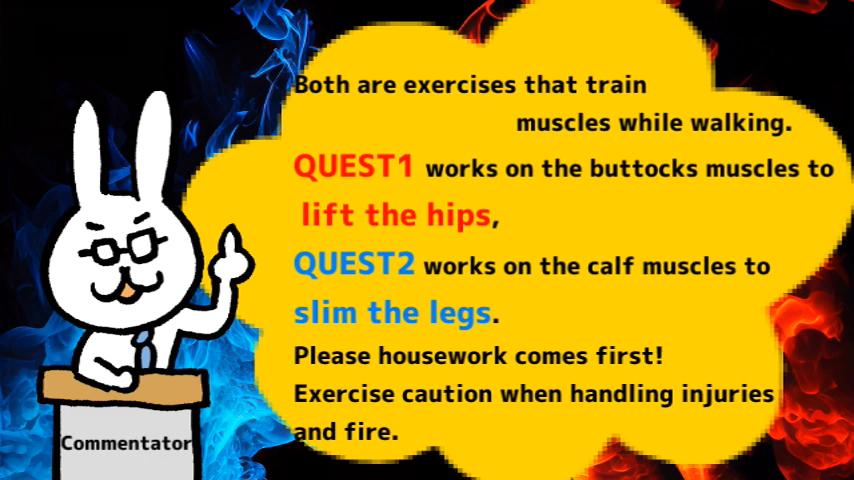 Both are exercises that train
muscles while walking.
QUEST1 works on the buttocks muscles to
lift the hips,
QUEST2 works on the calf muscles to
slim the legs.
Please housework comes first!
Exercise caution when handling injuries
and fire.
Commentator